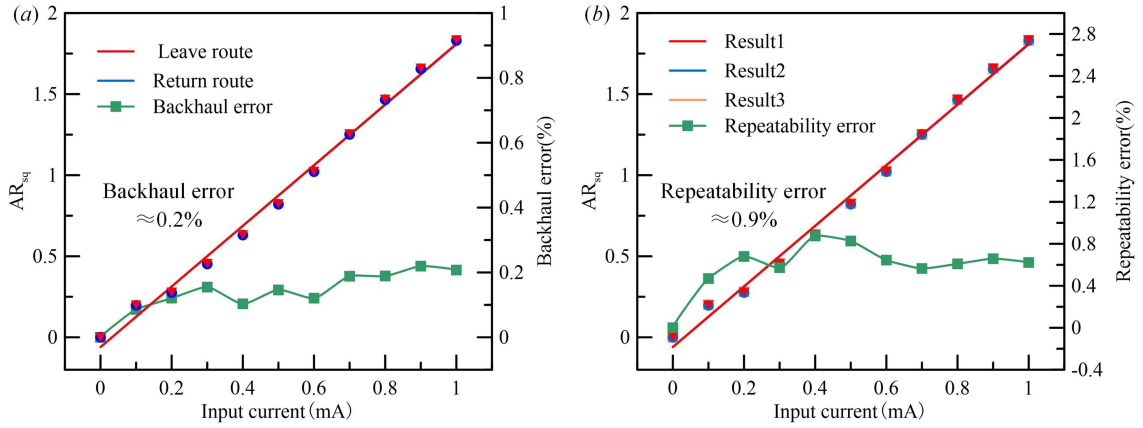 (a)
2
1.5
1
0.5
0
AR_sq
Leave route
Return route
Backhaul error
Backhaul error
≈0.2%
1
0.8
0.6
0.4
0.2
0
Backhaul error(%)
0 0.2 0.4 0.6 0.8 1
Input current(mA)
(b)
2
1.5
1
0.5
0
AR_sq
Result1
Result2
Result3
Repeatability error
Repeatability error
≈0.9%
2.8
2.4
2
1.6
1.2
0.8
0.4
0
-0.4
Repeatability error(%)
0 0.2 0.4 0.6 0.8 1
Input current(mA)